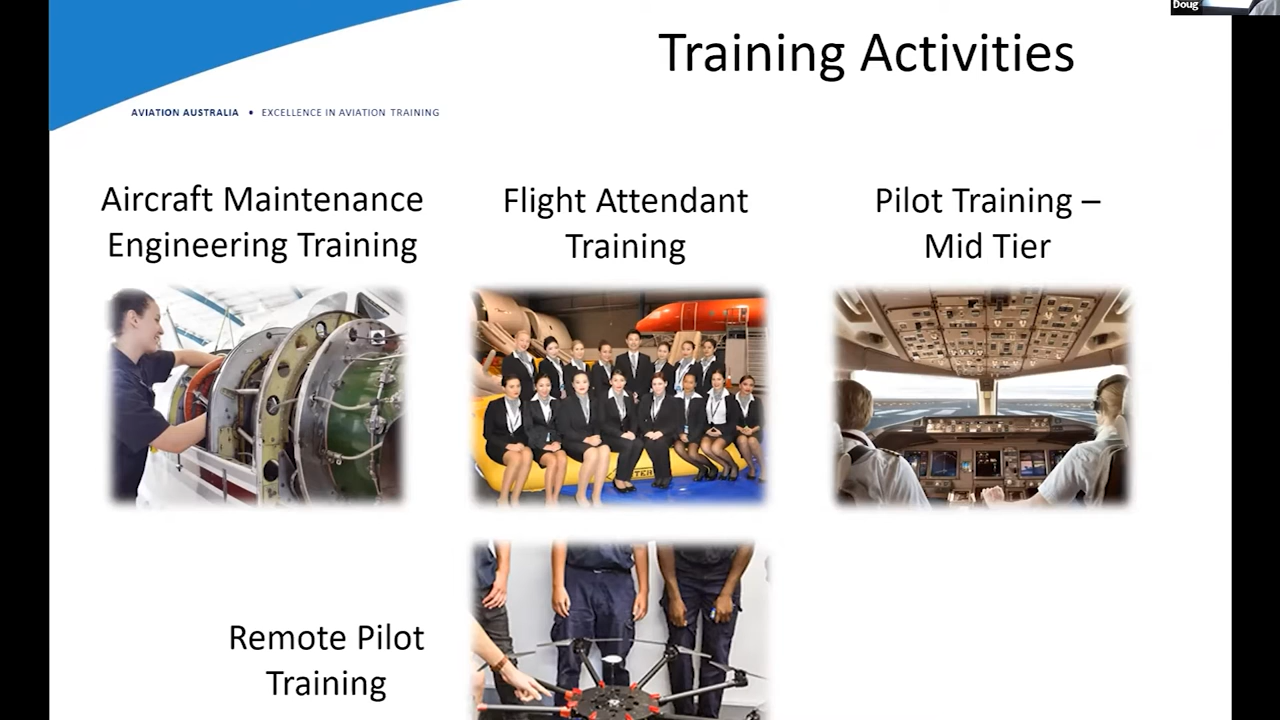 Doug
Training Activities
AVIATION AUSTRALIA • EXCELLENCE IN AVIATION TRAINING
Aircraft Maintenance
Engineering Training
Flight Attendant
Training
Pilot Training –
Mid Tier
Remote Pilot
Training